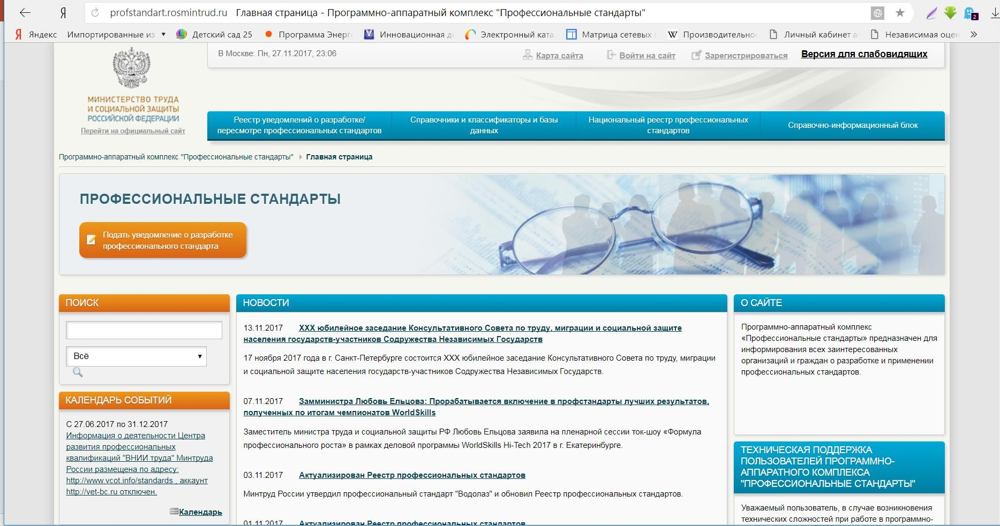 Я
profstandart.rosmintrud.ru Главная страница - Программно-аппаратный комплекс "Профессиональные стандарты"
2
Я Яндекс Импортированные из Детский сад 25 Программа Энерг Инновационная Электронный ката Матрица сетевых W Производительнос Личный кабинет Независимая оцен »
В Москве: Пн, 27.11.2017, 23:06
Карта сайта Войти на сайт Зарегистрироваться Версия для слабовидящих
МИНИСТЕРСТВО ТРУДА
И СОЦИАЛЬНОЙ ЗАЩИТЫ
РОССИЙСКОЙ ФЕДЕРАЦИИ
Перейти на официальный сайт
Реестр уведомлений о разработке/
пересмотре профессиональных стандартов
Справочники и классификаторы и базы
данных
Национальный реестр профессиональных
стандартов
Справочно-информационный блок
Программно-аппаратный комплекс "Профессиональные стандарты" Главная страница
ПРОФЕССИОНАЛЬНЫЕ СТАНДАРТЫ
Подать уведомление о разработке
профессионального стандарта
ПОИСК
Всё
КАЛЕНДАРЬ СОБЫТИЙ
С 27.06.2017 по 31.12.2017
Информация о деятельности Центра
развития профессиональных
квалификаций "ВНИИ труда" Минтруда
России размещена по адресу:
http://www.vcot.info/standards , аккаунт
http://vet-bc.ru отключен.
Календарь
НОВОСТИ
13.11.2017 XXX юбилейное заседание Консультативного Совета по труду, миграции и социальной защите
населения государств-участников Содружества Независимых Государств
17 ноября 2017 года в г. Санкт-Петербурге состоится XXX юбилейное заседание Консультативного Совета по труду, миграции
и социальной защите населения государств-участников Содружества Независимых Государств.
07.11.2017 Замминистра Любовь Ельцова: Прорабатывается включение в профстандарты лучших результатов,
полученных по итогам чемпионатов WorldSkills
Заместитель министра труда и социальной защиты РФ Любовь Ельцова заявила на пленарной сессии ток-шоу «Формула
профессионального роста» в рамках деловой программы WorldSkills Hi-Tech 2017 в г. Екатеринбурге.
03.11.2017 Актуализирован Реестр профессиональных стандартов
Минтруд России утвердил профессиональный стандарт "Водолаз" и обновил Реестр профессиональных стандартов.
01.11.2017 Актуализирован Реестр профессиональных стандартов
О САЙТЕ
Программно-аппаратный комплекс
«Профессиональные стандарты» предназначен для
информирования всех заинтересованных
организаций и граждан о разработке и применении
профессиональных стандартов.
ТЕХНИЧЕСКАЯ ПОДДЕРЖКА
ПОЛЬЗОВАТЕЛЕЙ ПРОГРАММНО-
АППАРАТНОГО КОМПЛЕКСА
"ПРОФЕССИОНАЛЬНЫЕ СТАНДАРТЫ"
Уважаемый пользователь, в случае возникновения
технических сложностей при работе в программно-